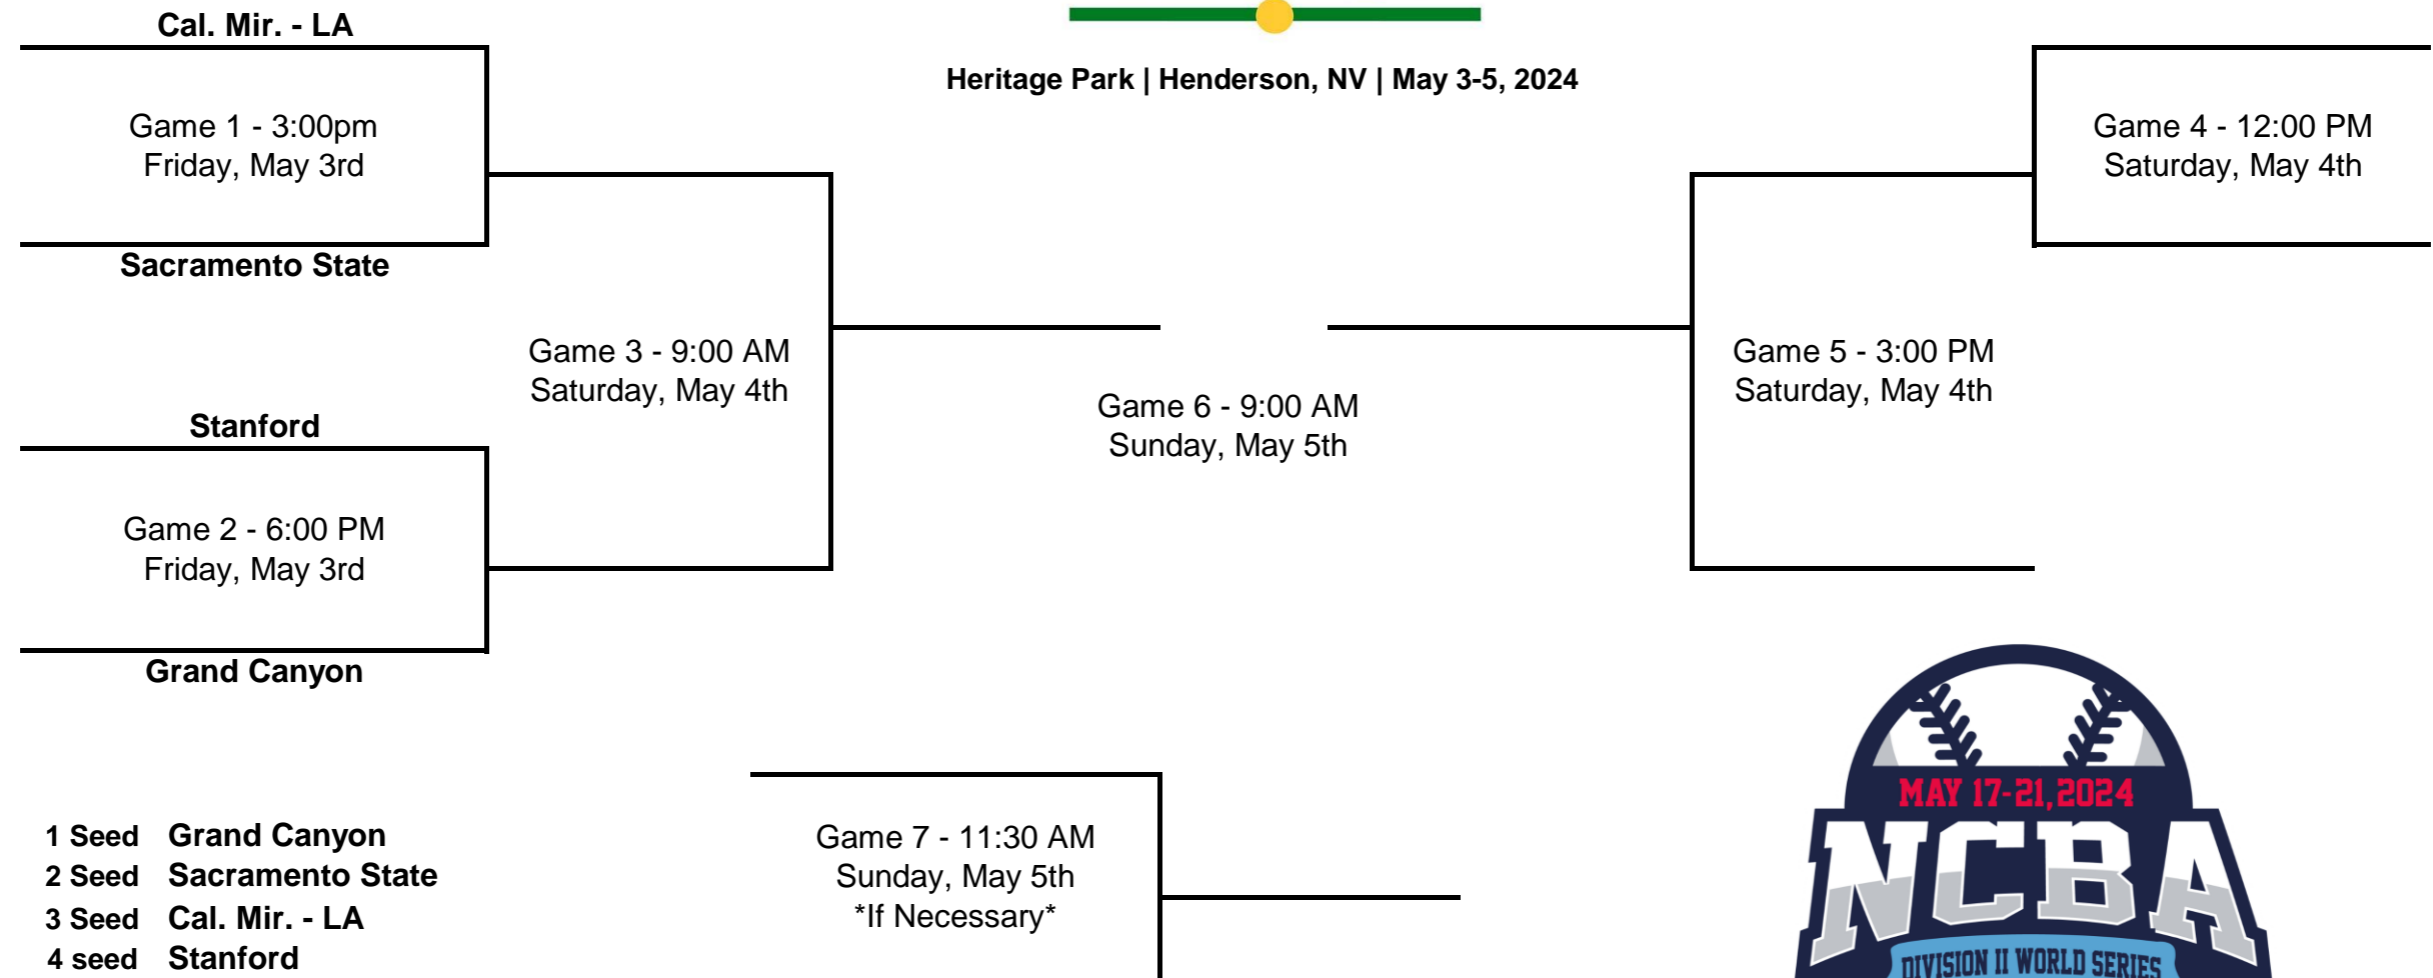 Cal. Mir. - LA
Heritage Park | Henderson, NV | May 3-5, 2024
Game 1 - 3:00pm
Friday, May 3rd
Game 4 - 12:00 PM
Saturday, May 4th
Sacramento State
Game 3 - 9:00 AM
Saturday, May 4th
Game 5 - 3:00 PM
Saturday, May 4th
Game 6 - 9:00 AM
Sunday, May 5th
Stanford
Game 2 - 6:00 PM
Friday, May 3rd
Grand Canyon
1 Seed Grand Canyon
2 Seed Sacramento State
3 Seed Cal. Mir. - LA
4 seed Stanford
Game 7 - 11:30 AM
Sunday, May 5th
*If Necessary*
MAY 17-21, 2024
NCBA
DIVISION II WORLD SERIES